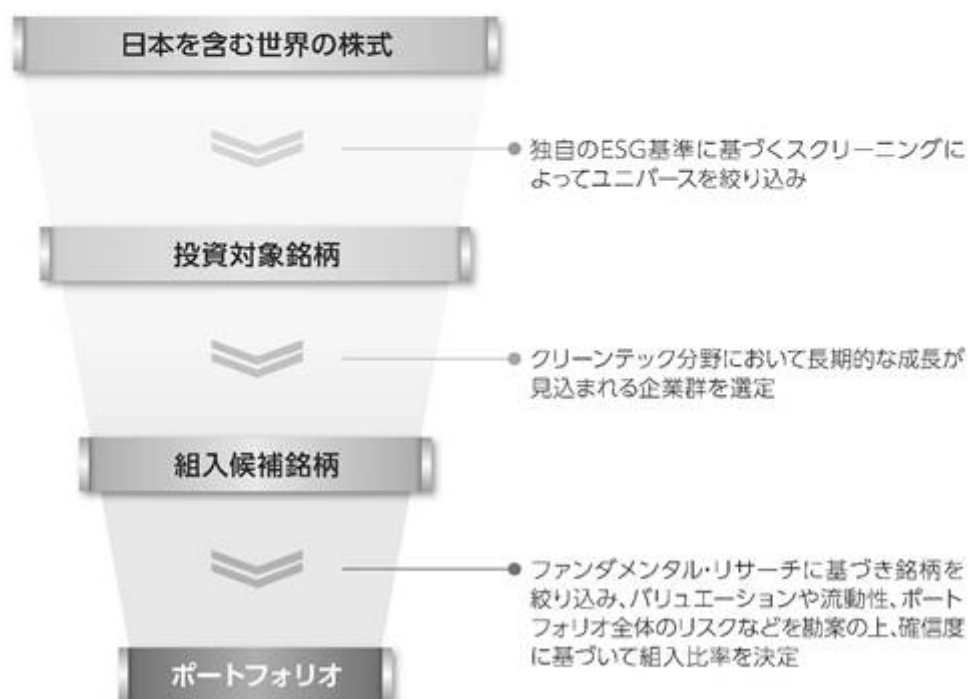 日本を含む世界の株式
独自のESG基準に基づくスクリーニングに
よってユニバースを絞り込み
投資対象銘柄
クリーンテック分野において長期的な成長が
見込まれる企業群を選定
組入候補銘柄
ファンダメンタル・リサーチに基づき銘柄を
絞り込み、バリュエーションや流動性、ポート
フォリオ全体のリスクなどを勘案の上、確信度
に基づいて組入比率を決定
ポートフォリオ